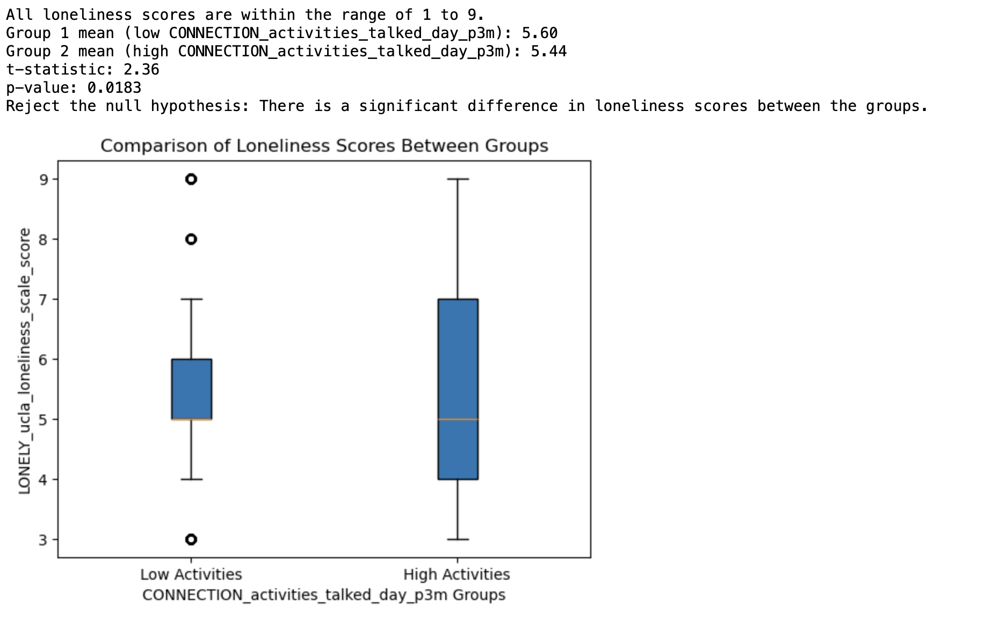 All loneliness scores are within the range of 1 to 9.
Group 1 mean (low CONNECTION_activities_talked_day_p3m): 5.60
Group 2 mean (high CONNECTION_activities_talked_day_p3m): 5.44
t-statistic: 2.36
p-value: 0.0183
Reject the null hypothesis: There is a significant difference in loneliness scores between the groups.
Comparison of Loneliness Scores Between Groups
LONELY_ucla_loneliness_scale_score
9
8
7
6
5
4
3
Low Activities High Activities
CONNECTION_activities_talked_day_p3m Groups